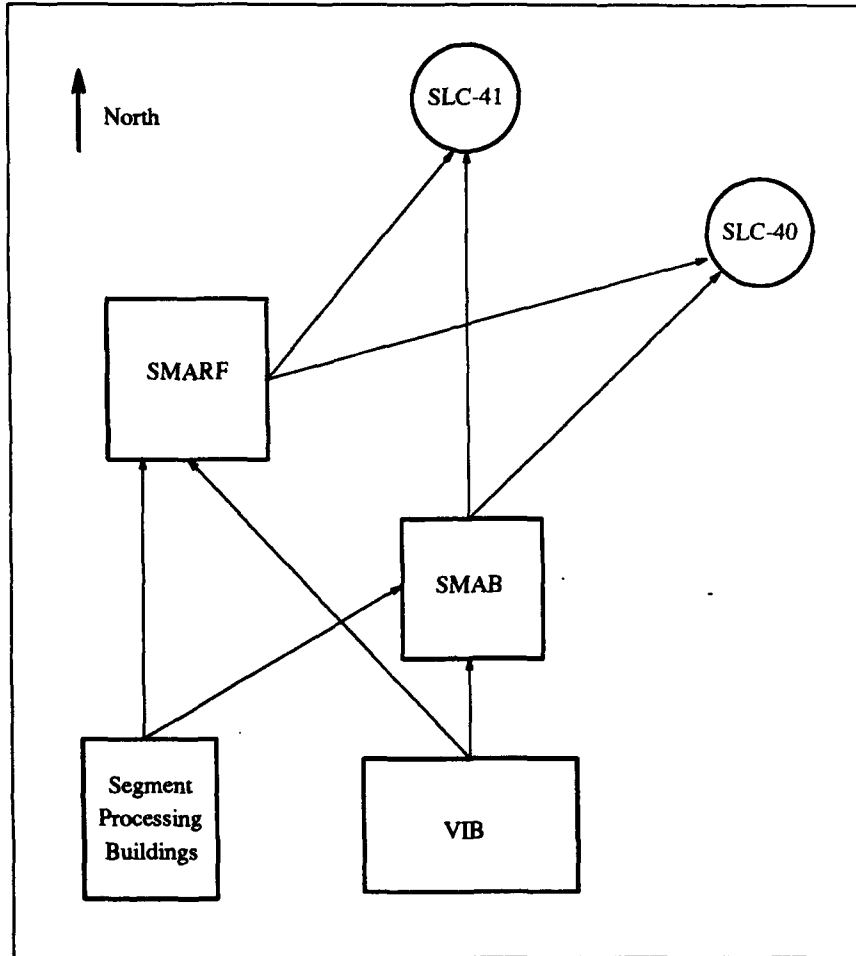 SLC-41
North
SLC-40
SMARF
SMAB
Segment
Processing
Buildings
VIB